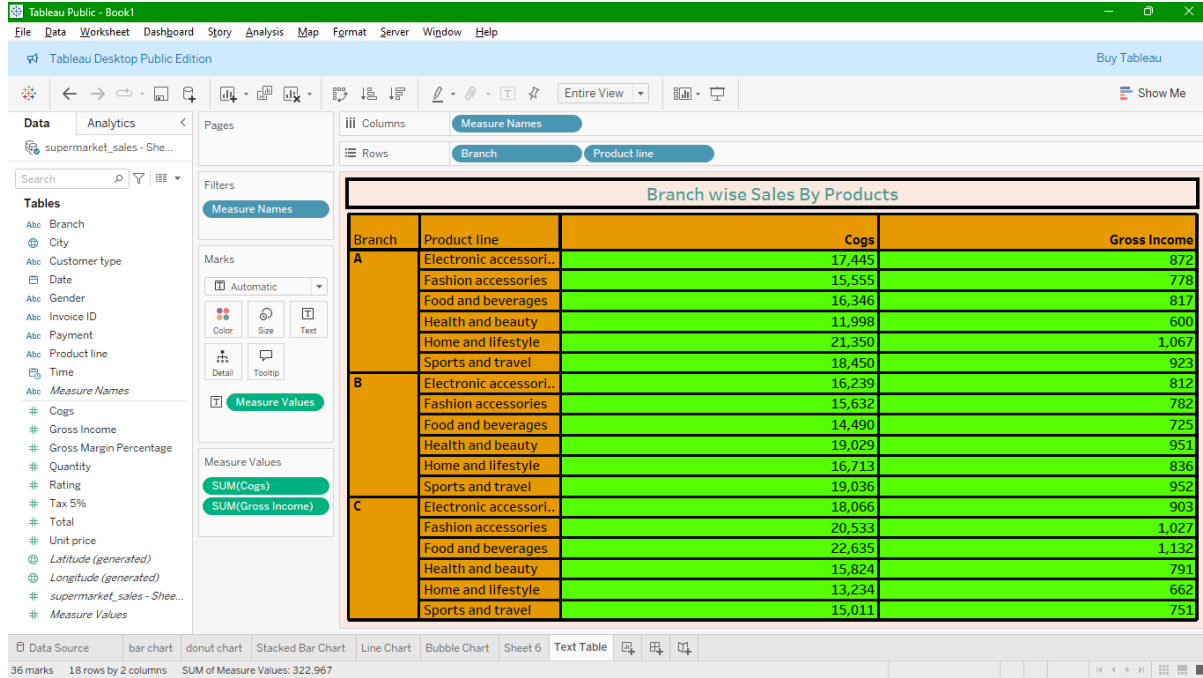 Tableau Public - Book1
File Data Worksheet Dashboard Story Analysis Map Format Server Window Help
Tableau Desktop Public Edition Buy Tableau
Entire View Show Me
Data Analytics
supermarket_sales - She...
Search
Tables
Abc Branch
City
Abc Customer type
Date
Abc Gender
Abc Invoice ID
Abc Payment
Abc Product line
Time
Abc Measure Names
# Cogs
# Gross Income
# Gross Margin Percentage
# Quantity
# Rating
# Tax 5%
# Total
# Unit price
Latitude (generated)
Longitude (generated)
# supermarket_sales - Shee...
# Measure Values
Pages
Filters
Measure Names
Marks
T Automatic
Color Size Text
Detail Tooltip
T Measure Values
Measure Values
SUM(Cogs)
SUM(Gross Income)
iii Columns Measure Names
Rows Branch Product line
Branch wise Sales By Products
Branch Product line Cogs Gross Income
A Electronic accessori.. 17,445 872
Fashion accessories 15,555 778
Food and beverages 16,346 817
Health and beauty 11,998 600
Home and lifestyle 21,350 1,067
Sports and travel 18,450 923
B Electronic accessori.. 16,239 812
Fashion accessories 15,632 782
Food and beverages 14,490 725
Health and beauty 19,029 951
Home and lifestyle 16,713 836
Sports and travel 19,036 952
C Electronic accessori.. 18,066 903
Fashion accessories 20,533 1,027
Food and beverages 22,635 1,132
Health and beauty 15,824 791
Home and lifestyle 13,234 662
Sports and travel 15,011 751
Data Source bar chart donut chart Stacked Bar Chart Line Chart Bubble Chart Sheet 6 Text Table
36 marks 18 rows by 2 columns SUM of Measure Values: 322,967